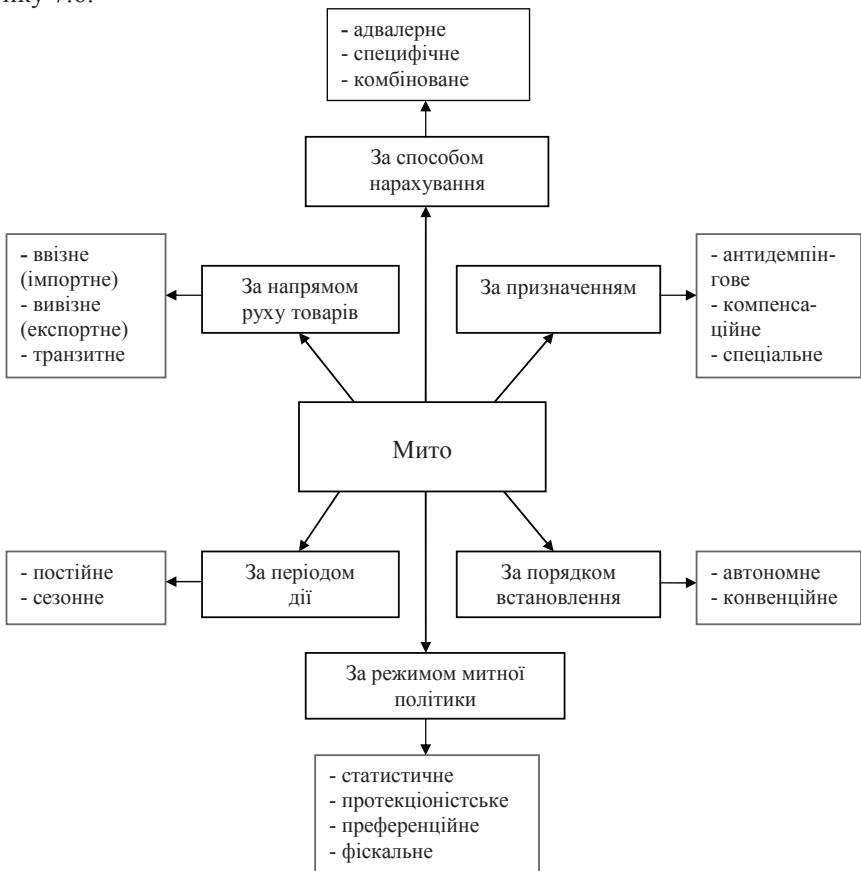 нку 7.6.
- адвалерне
- специфічне
- комбіноване
За способом
нарахування
- ввізне
(імпортне)
- вивізне
(експортне)
- транзитне
За напрямом
руху товарів
За призначенням
- антидемпін-
гове
- компенса-
ційне
- спеціальне
Мито
- постійне
- сезонне
За періодом
дії
За порядком
встановлення
- автономне
- конвенційне
За режимом митної
політики
- статистичне
- протекціоністське
- преференційне
- фіскальне